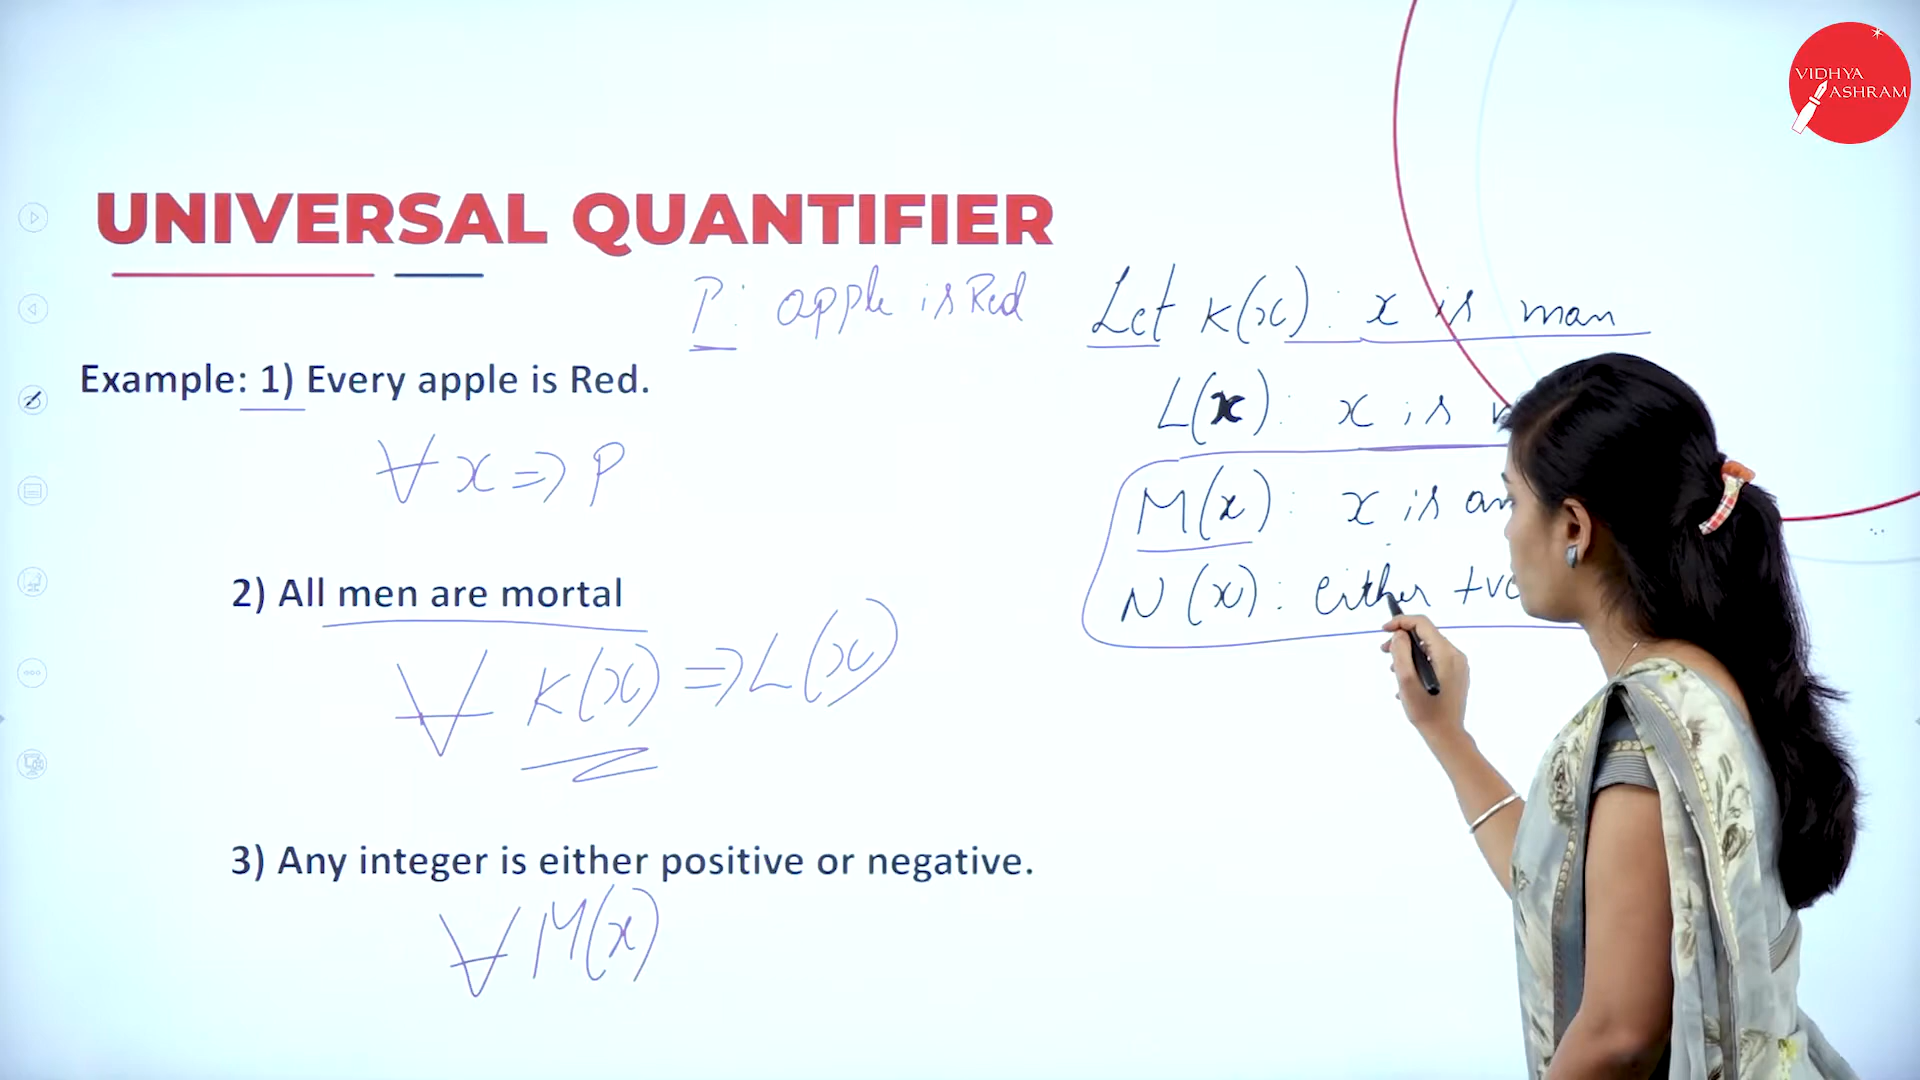 VIDHYA
ASHRAM
UNIVERSAL QUANTIFIER
P: apple is Red
Example: 1) Every apple is Red.
∀ x ⇒ P
2) All men are mortal
∀ K(x) ⇒ L(x)
3) Any integer is either positive or negative.
∀ M(x)
Let K(x): x is man
L(x): x is
M(x): x is
N(x): either +ve